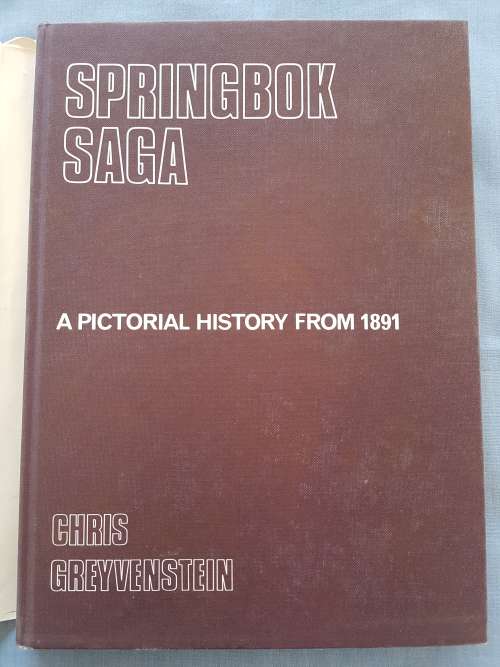 SPRINGBOK
SAGA
A PICTORIAL HISTORY FROM 1891
CHRIS
GREYVENSTEIN